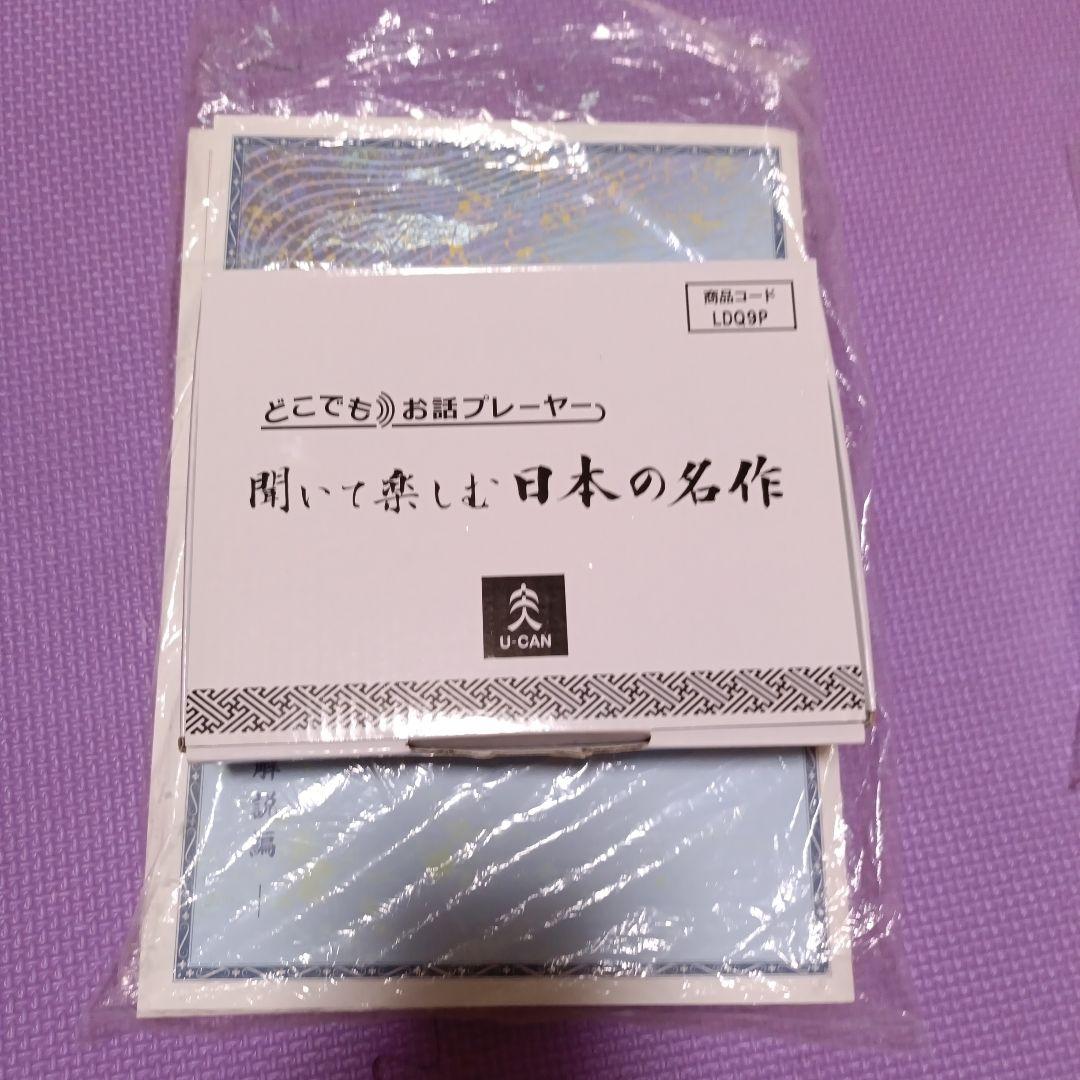 商品コード
LDQ9P
どこでも お話プレーヤー
聞いて楽しむ日本の名作
U-CAN
解説編